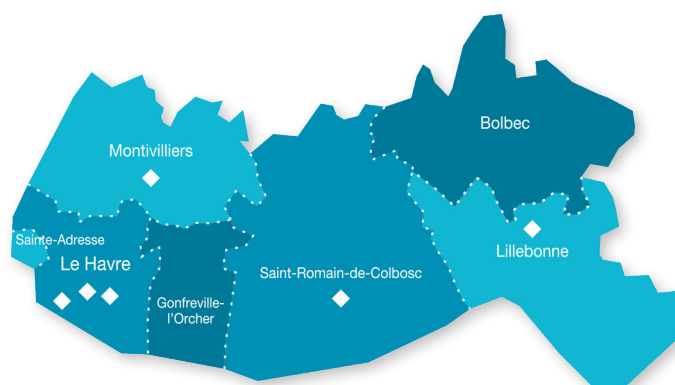 Bolbec
Montivilliers
Sainte-Adresse
Le Havre
Lillebonne
Saint-Romain-de-Colbosc
Gonfreville-
l'Orcher